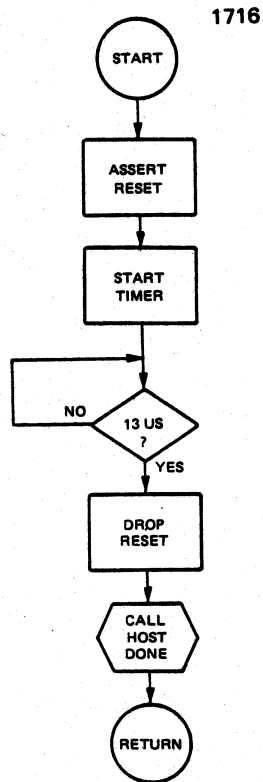 1716
START
ASSERT
RESET
START
TIMER
NO
13 US
?
YES
DROP
RESET
CALL
HOST
DONE
RETURN